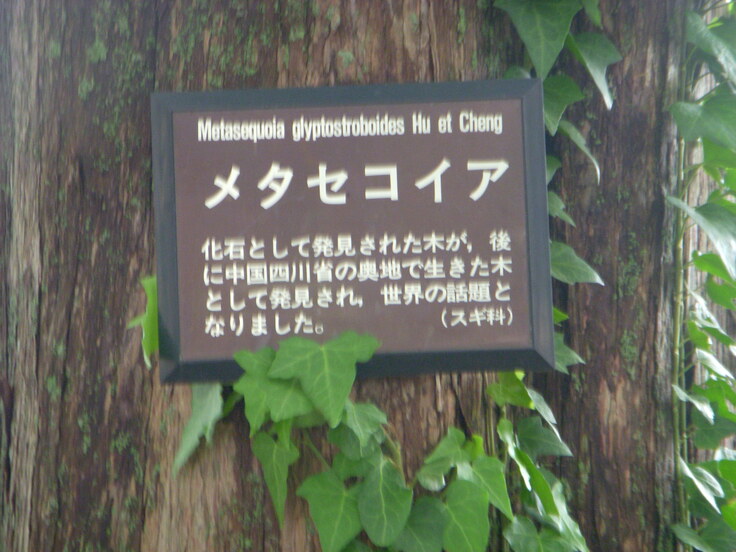 Metasequoia glyptostroboides Hu et Cheng
メタセコイア
化石として発見された木が，後
に中国四川省の奥地で生きた木
として発見され，世界の話題と
なりました。 （スギ科）